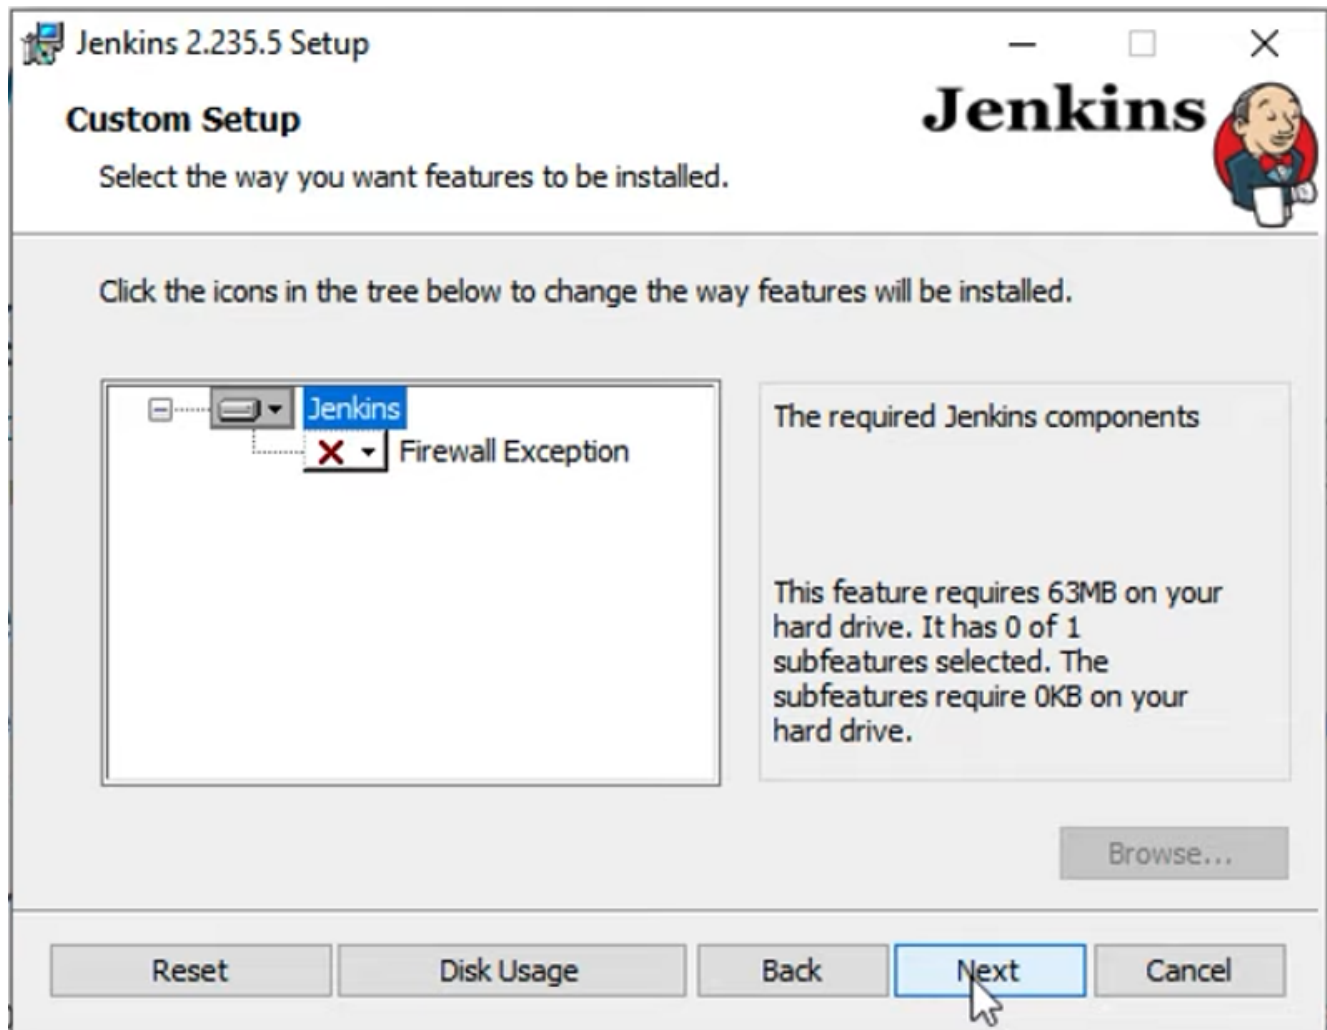 Jenkins 2.235.5 Setup
Custom Setup
Jenkins
Select the way you want features to be installed.
Click the icons in the tree below to change the way features will be installed.
Jenkins
Firewall Exception
The required Jenkins components
This feature requires 63MB on your
hard drive. It has 0 of 1
subfeatures selected. The
subfeatures require 0KB on your
hard drive.
Browse...
Reset
Disk Usage
Back
Next
Cancel